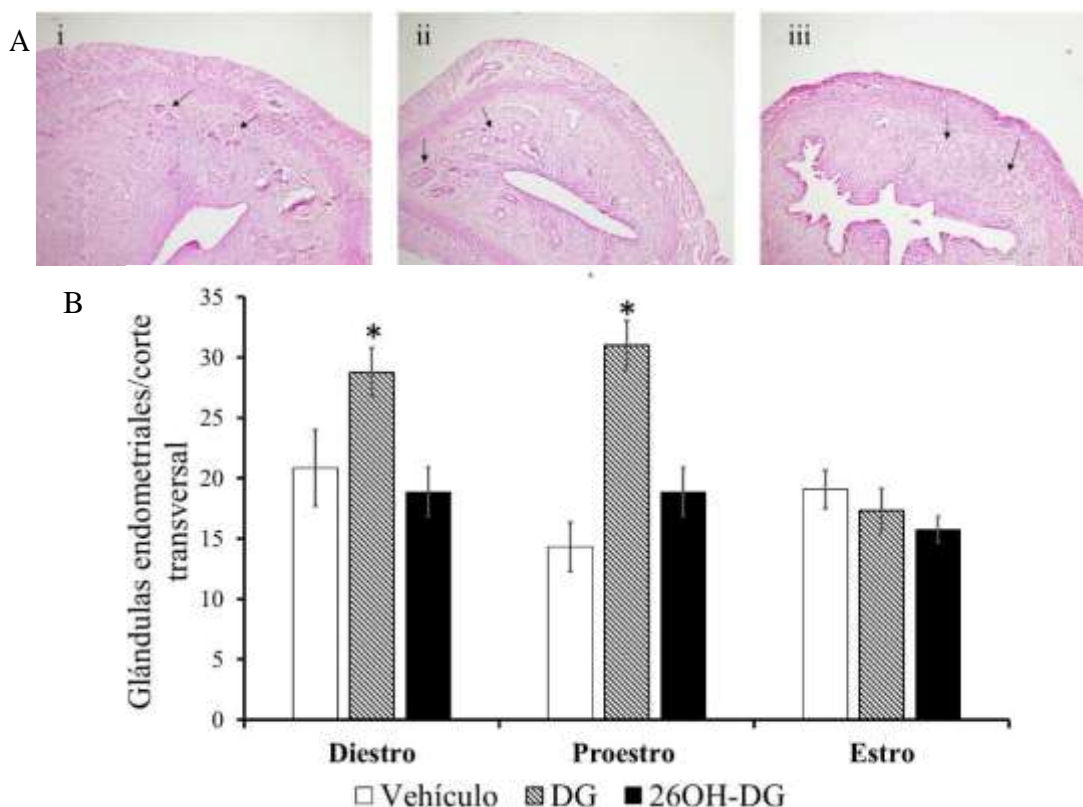 A
i
ii
iii
B
Glándulas endometriales/corte
transversal
35
30
25
20
15
10
5
0
*
*
Diestro
Proestro
Estro
Vehículo
DG
26OH-DG